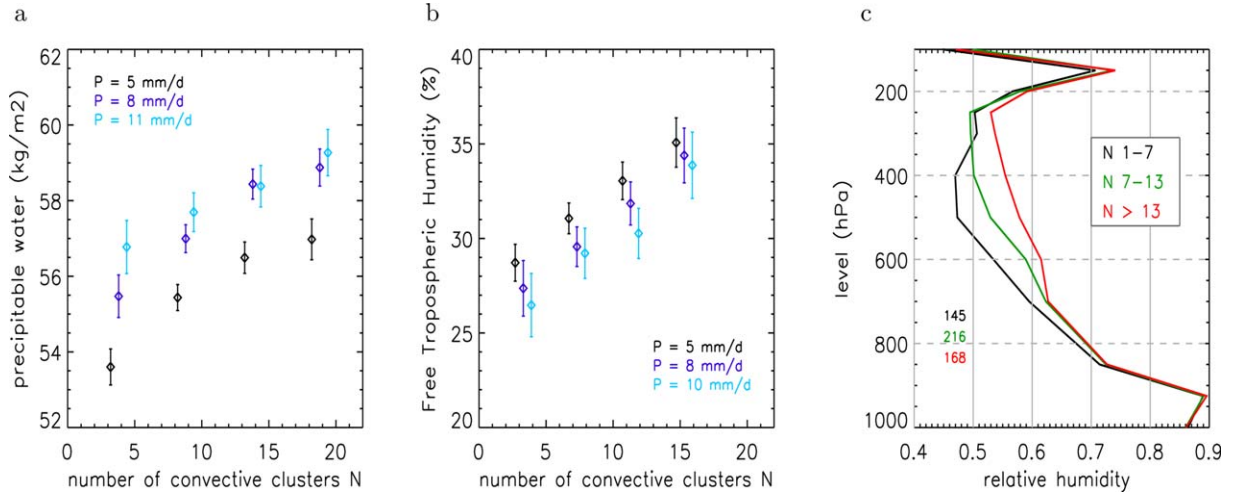 a
62
60
58
56
54
52
precipitable water (kg/m2)
P = 5 mm/d
P = 8 mm/d
P = 11 mm/d
0 5 10 15 20
number of convective clusters N
b
40
35
30
25
20
Free Tropospheric Humidity (%)
P = 5 mm/d
P = 8 mm/d
P = 10 mm/d
0 5 10 15 20
number of convective clusters N
c
200
400
600
800
1000
level (hPa)
N 1-7
N 7-13
N > 13
145
216
168
0.4 0.5 0.6 0.7 0.8 0.9
relative humidity